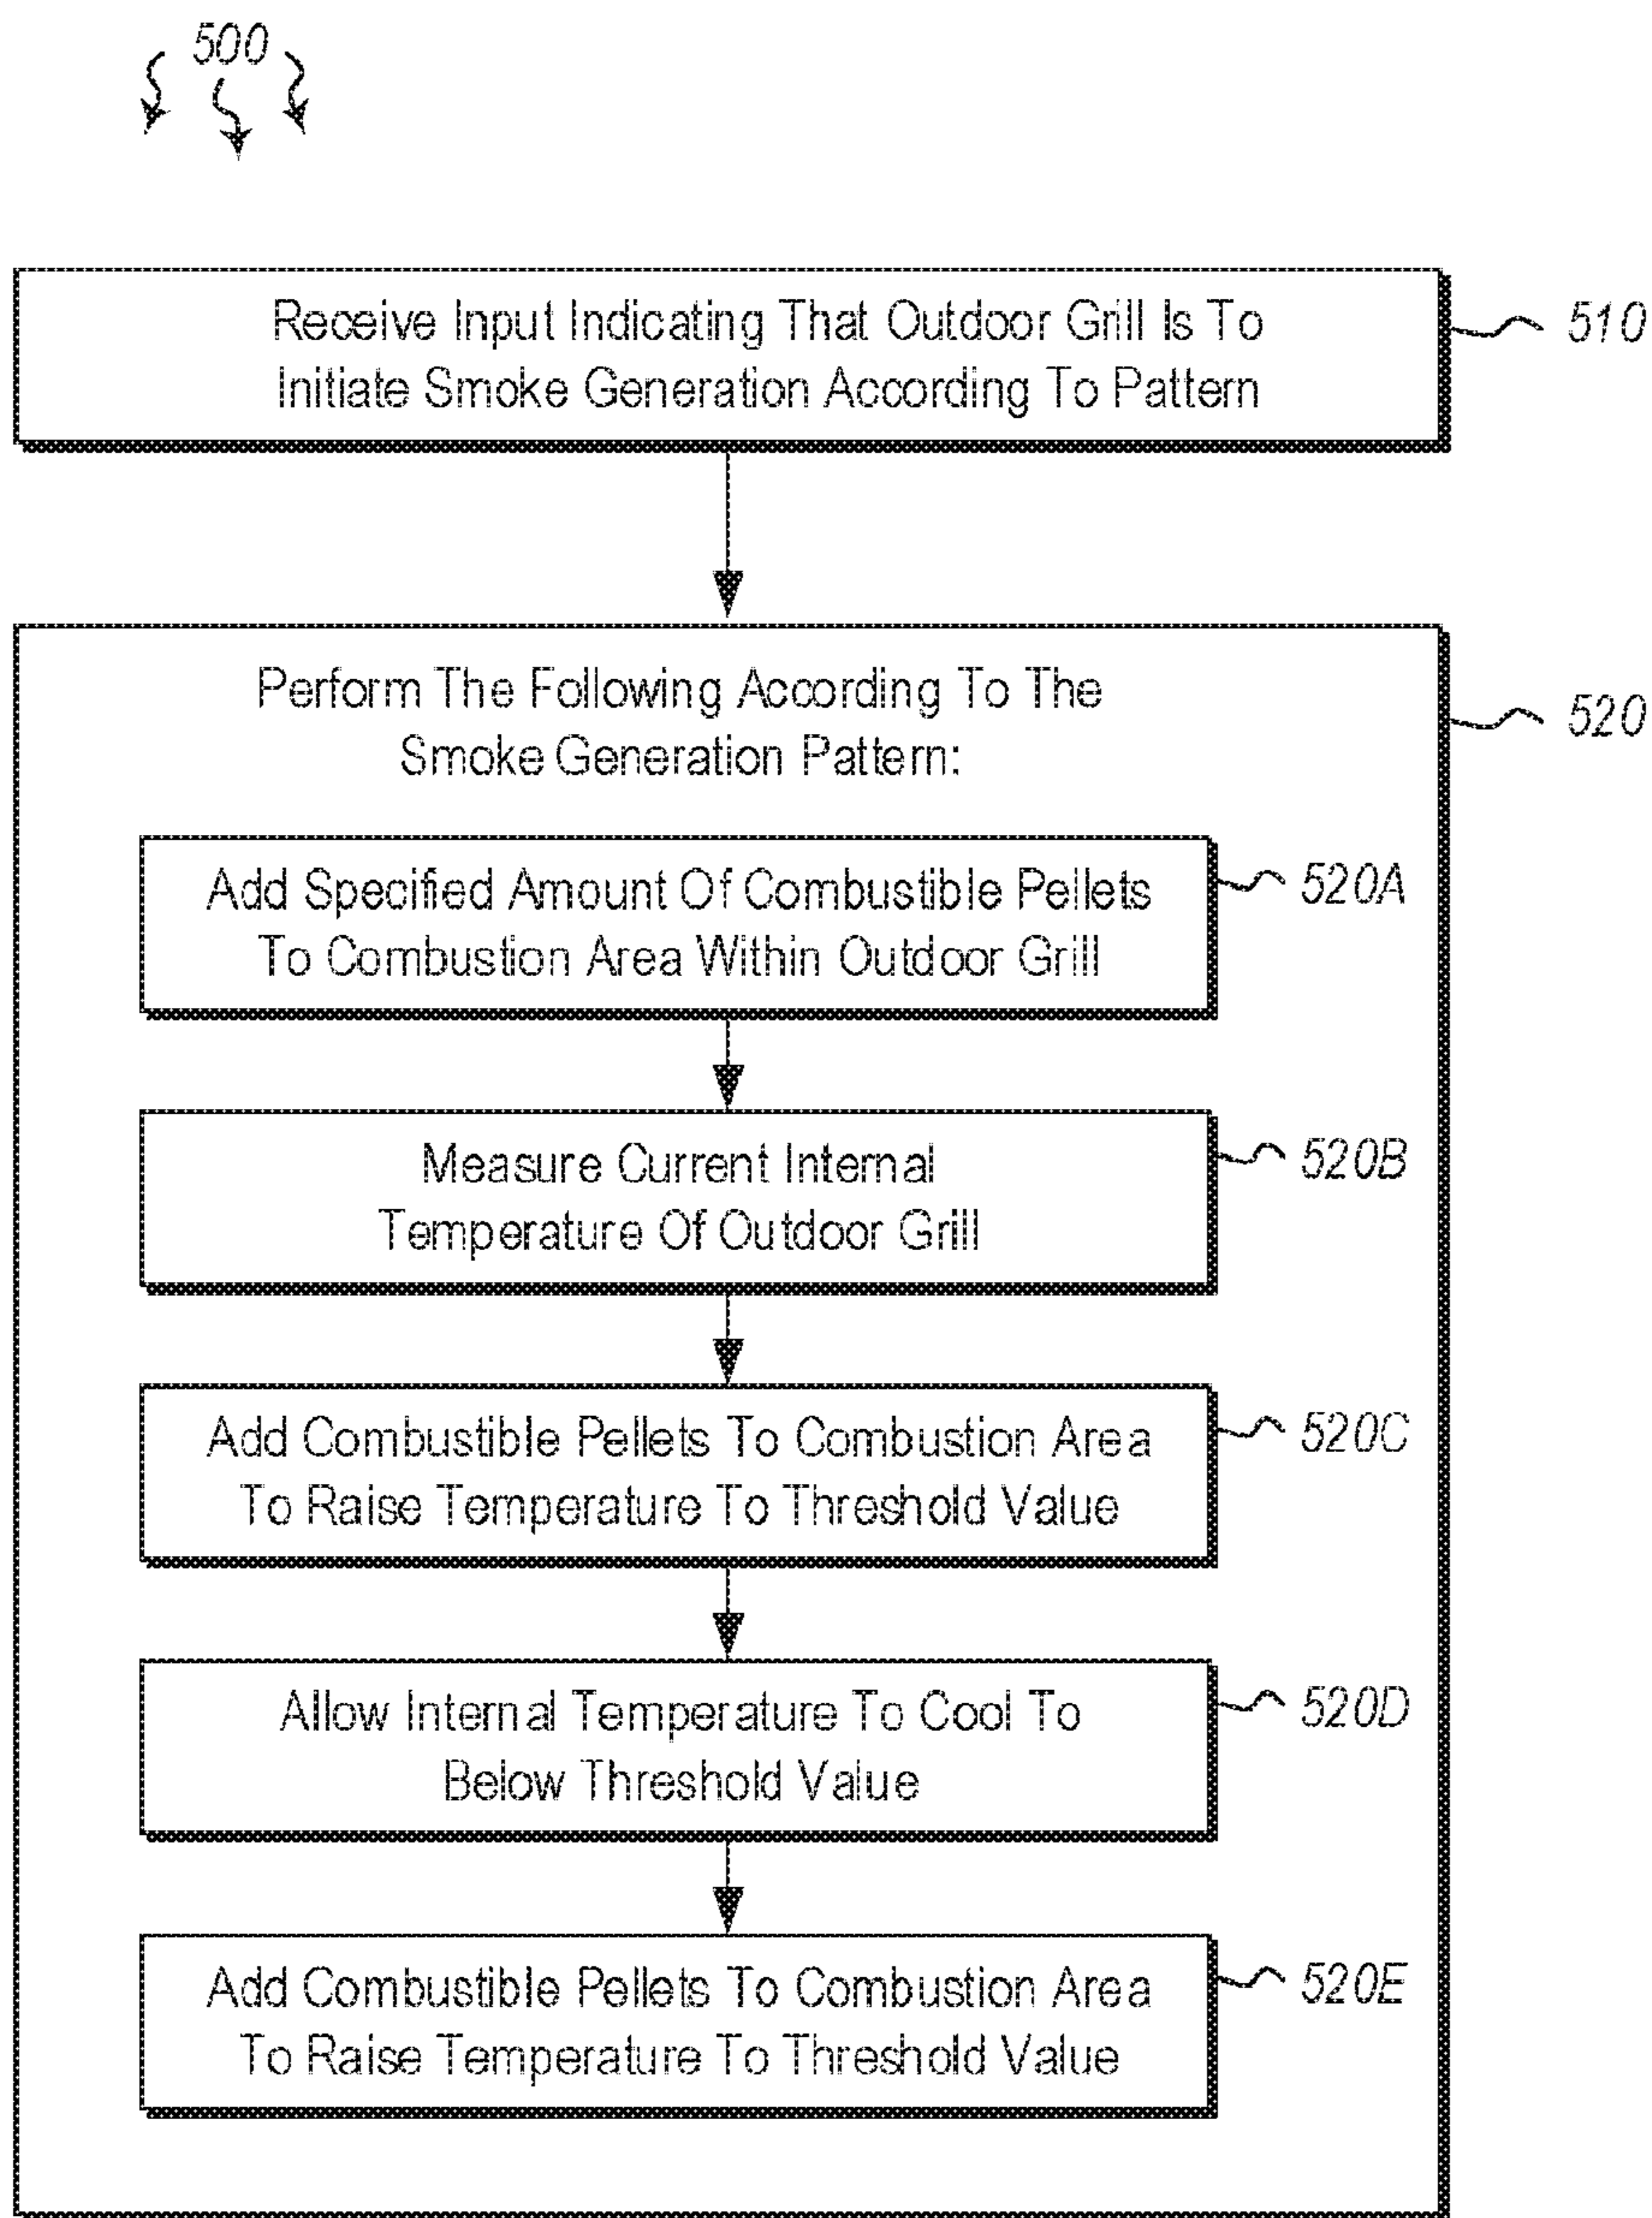 500
Receive Input Indicating That Outdoor Grill Is To
Initiate Smoke Generation According To Pattern
510
Perform The Following According To The
Smoke Generation Pattern:
520
Add Specified Amount Of Combustible Pellets
To Combustion Area Within Outdoor Grill
520A
Measure Current Internal
Temperature Of Outdoor Grill
520B
Add Combustible Pellets To Combustion Area
To Raise Temperature To Threshold Value
520C
Allow Internal Temperature To Cool To
Below Threshold Value
520D
Add Combustible Pellets To Combustion Area
To Raise Temperature To Threshold Value
520E